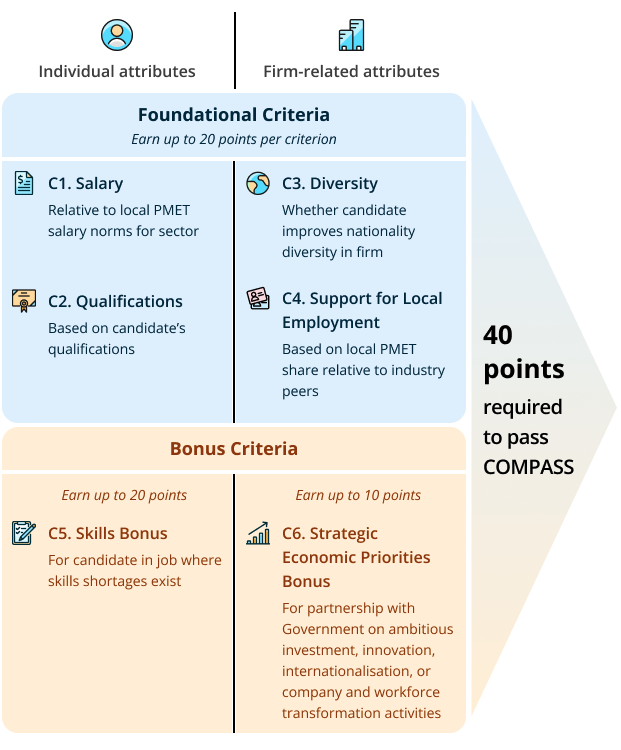 Individual attributes
Firm-related attributes
Foundational Criteria
Earn up to 20 points per criterion
C1. Salary
Relative to local PMET
salary norms for sector
C3. Diversity
Whether candidate
improves nationality
diversity in firm
C2. Qualifications
Based on candidate’s
qualifications
C4. Support for Local
Employment
Based on local PMET
share relative to industry
peers
Bonus Criteria
Earn up to 20 points
C5. Skills Bonus
For candidate in job where
skills shortages exist
Earn up to 10 points
C6. Strategic
Economic Priorities
Bonus
For partnership with
Government on ambitious
investment, innovation,
internationalisation, or
company and workforce
transformation activities
40
points
required
to pass
COMPASS